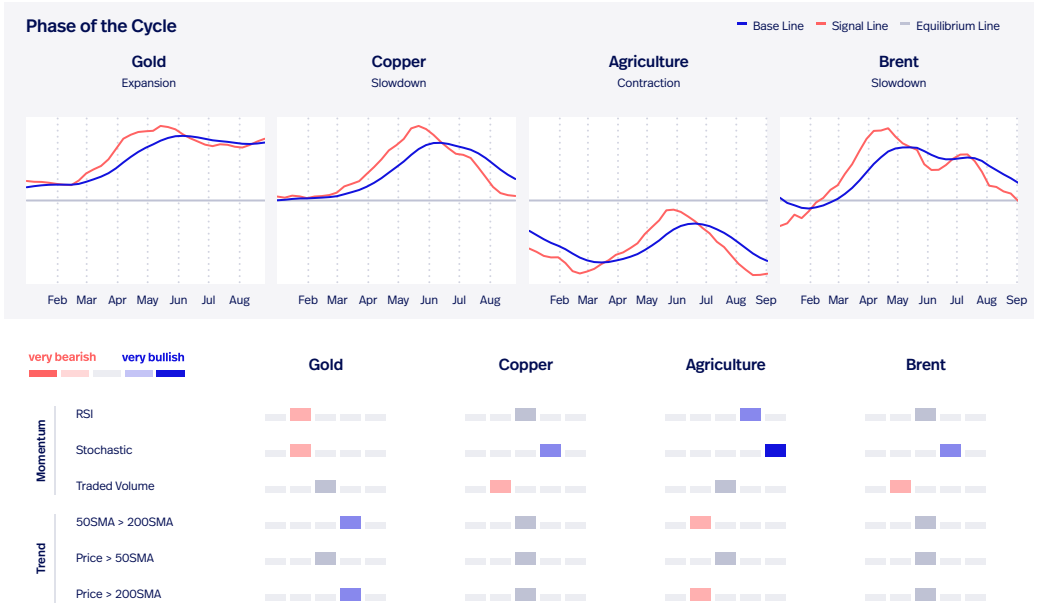 Phase of the Cycle
Base Line Signal Line Equilibrium Line
Gold Copper Agriculture Brent
Expansion Slowdown Contraction Slowdown
Feb Mar Apr May Jun Jul Aug Feb Mar Apr May Jun Jul Aug Feb Mar Apr May Jun Jul Aug Sep Feb Mar Apr May Jun Jul Aug Sep
very bearish very bullish
Gold Copper Agriculture Brent
Momentum
RSI
Stochastic
Traded Volume
Trend
50SMA > 200SMA
Price > 50SMA
Price > 200SMA